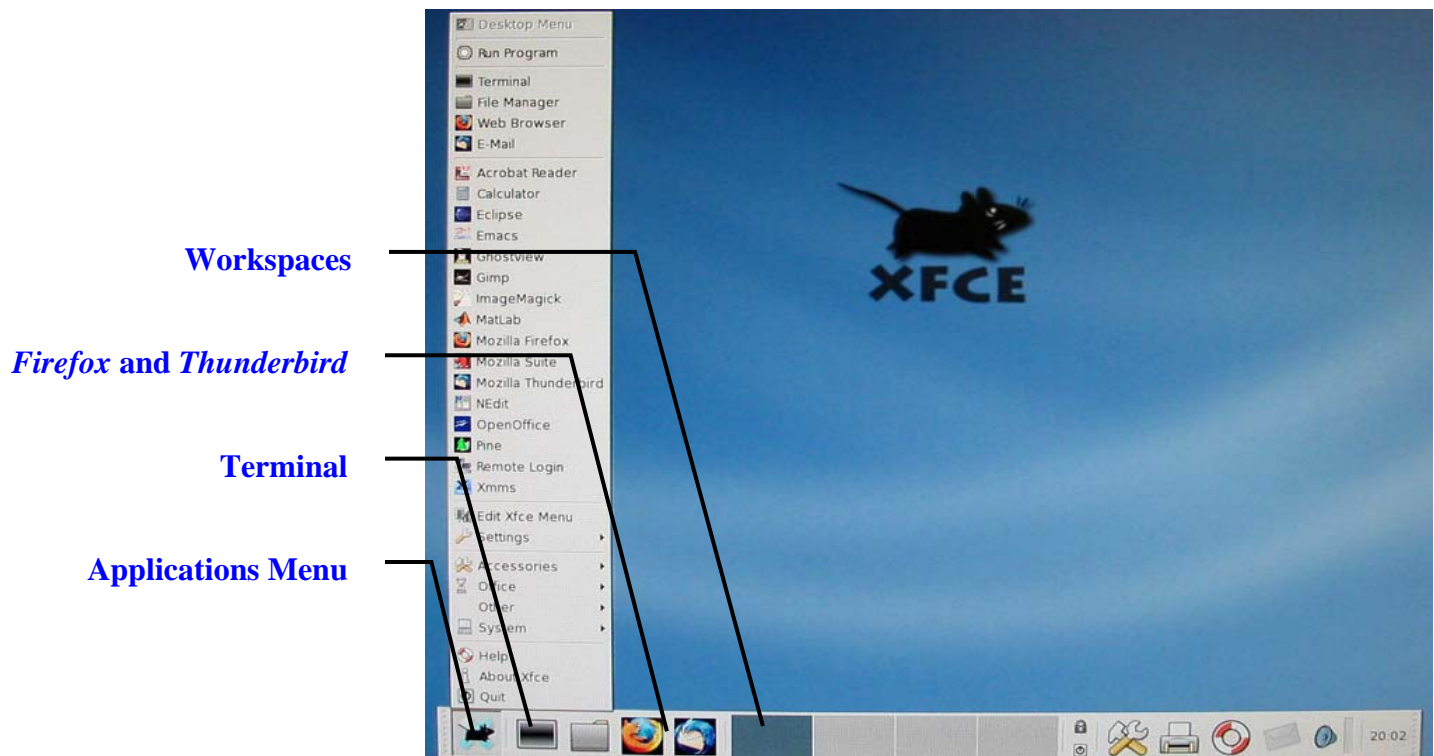 Desktop Menu
Run Program
Terminal
File Manager
Web Browser
E-Mail
Acrobat Reader
Calculator
Eclipse
Emacs
Ghostview
Gimp
ImageMagick
MatLab
Mozilla Firefox
Mozilla Suite
Mozilla Thunderbird
NEdit
OpenOffice
Pine
Remote Login
Xmms
Edit Xfce Menu
Settings
Accessories
Office
Other
System
Help
About Xfce
Quit
Workspaces
Firefox and Thunderbird
Terminal
Applications Menu
XFCE
20:02